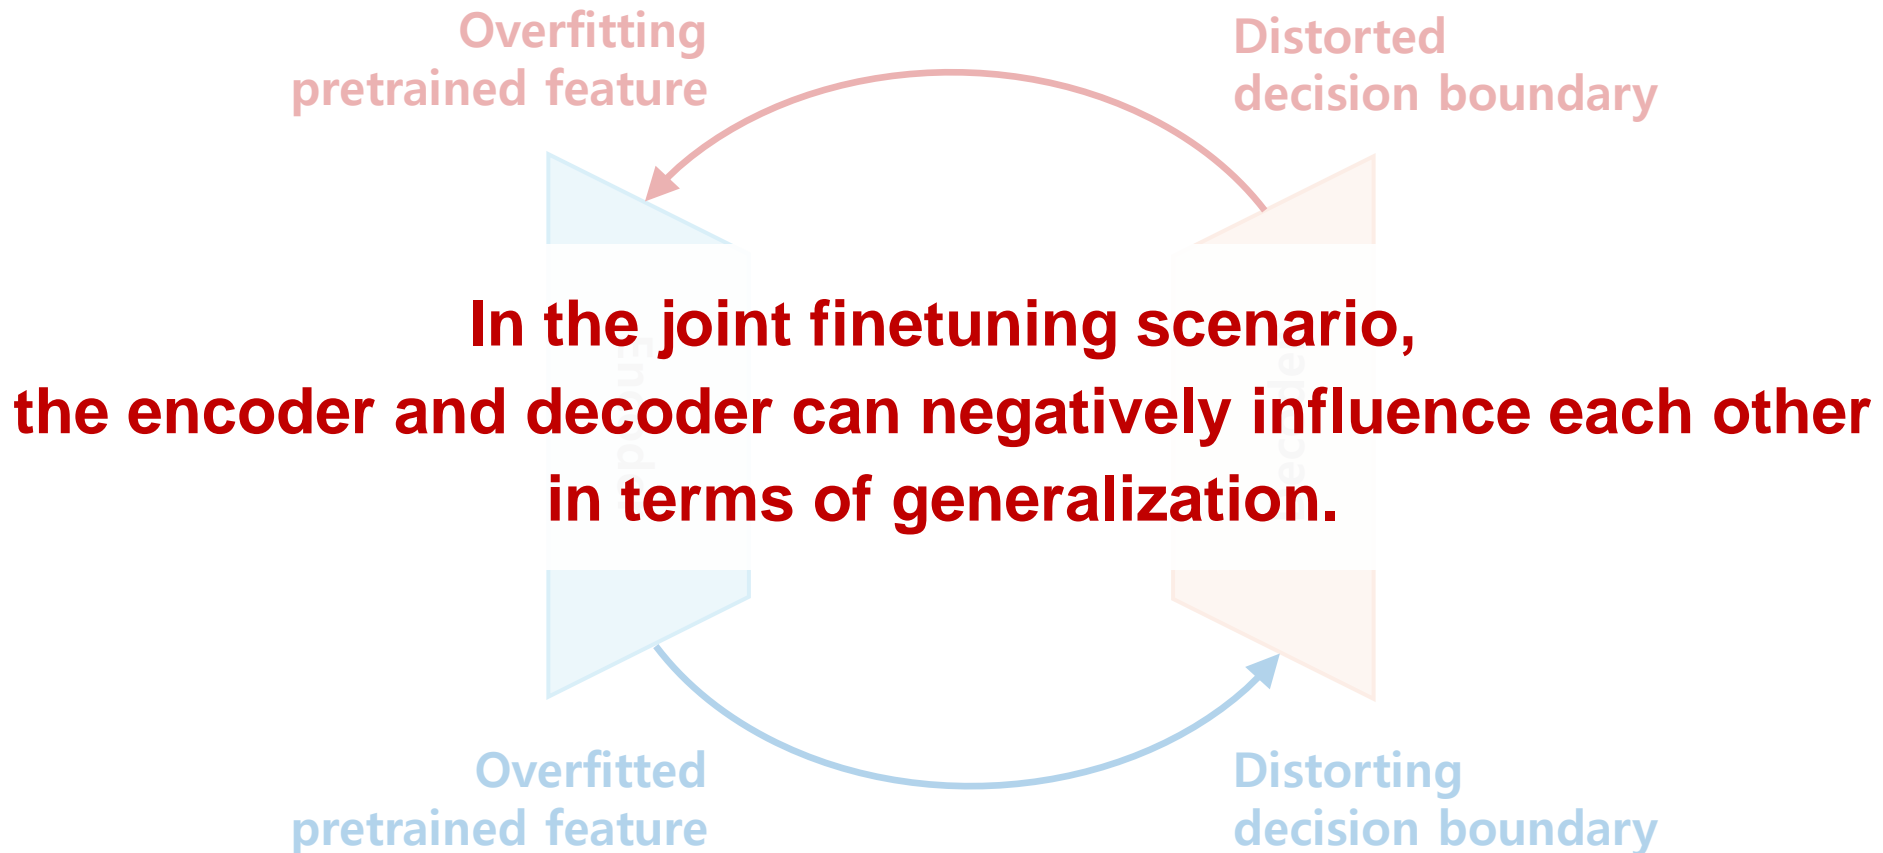 Overfitting
pretrained feature
Distorted
decision boundary
In the joint finetuning scenario,
the encoder and decoder can negatively influence each other
in terms of generalization.
Overfitted
pretrained feature
Distorting
decision boundary